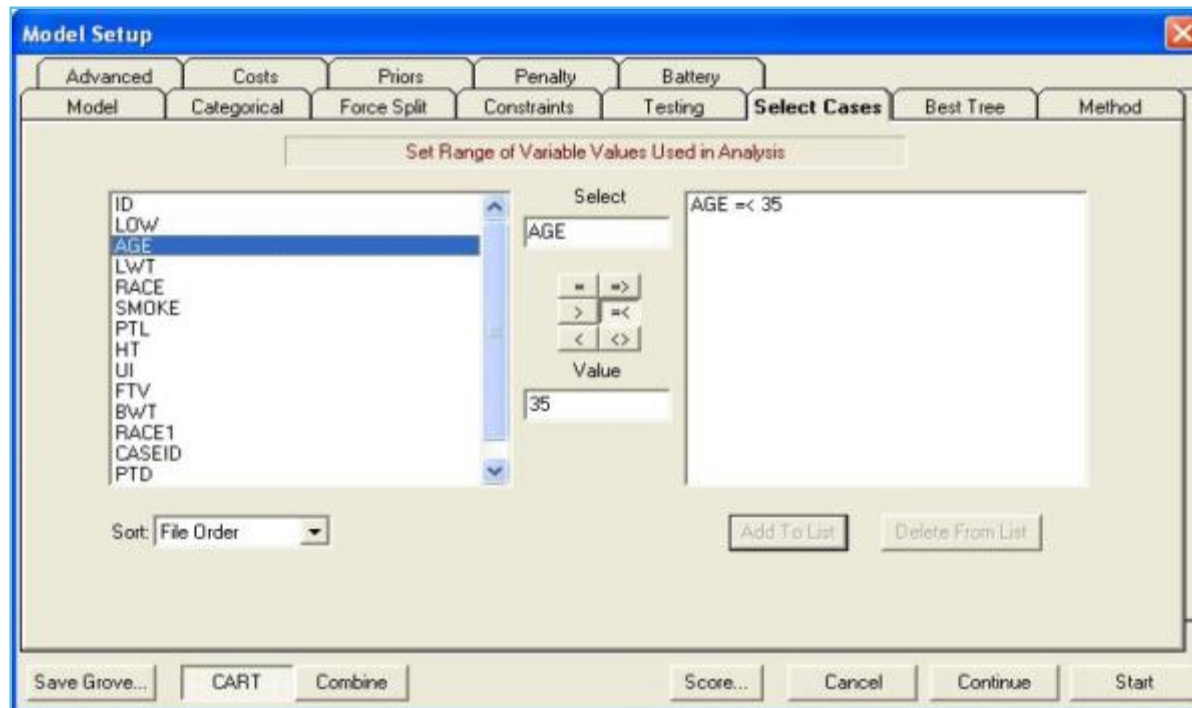 Model Setup
Advanced Costs Priors Penalty Battery
Model Categorical Force Split Constraints Testing Select Cases Best Tree Method
Set Range of Variable Values Used in Analysis
ID
LOW
AGE
LWT
RACE
SMOKE
PTL
HT
UI
FTV
BWT
RACE1
CASEID
PTD
Sort: File Order
Select
AGE
= =>
> =<
< <>
Value
35
AGE =< 35
Add To List Delete From List
Save Grove... CART Combine Score... Cancel Continue Start